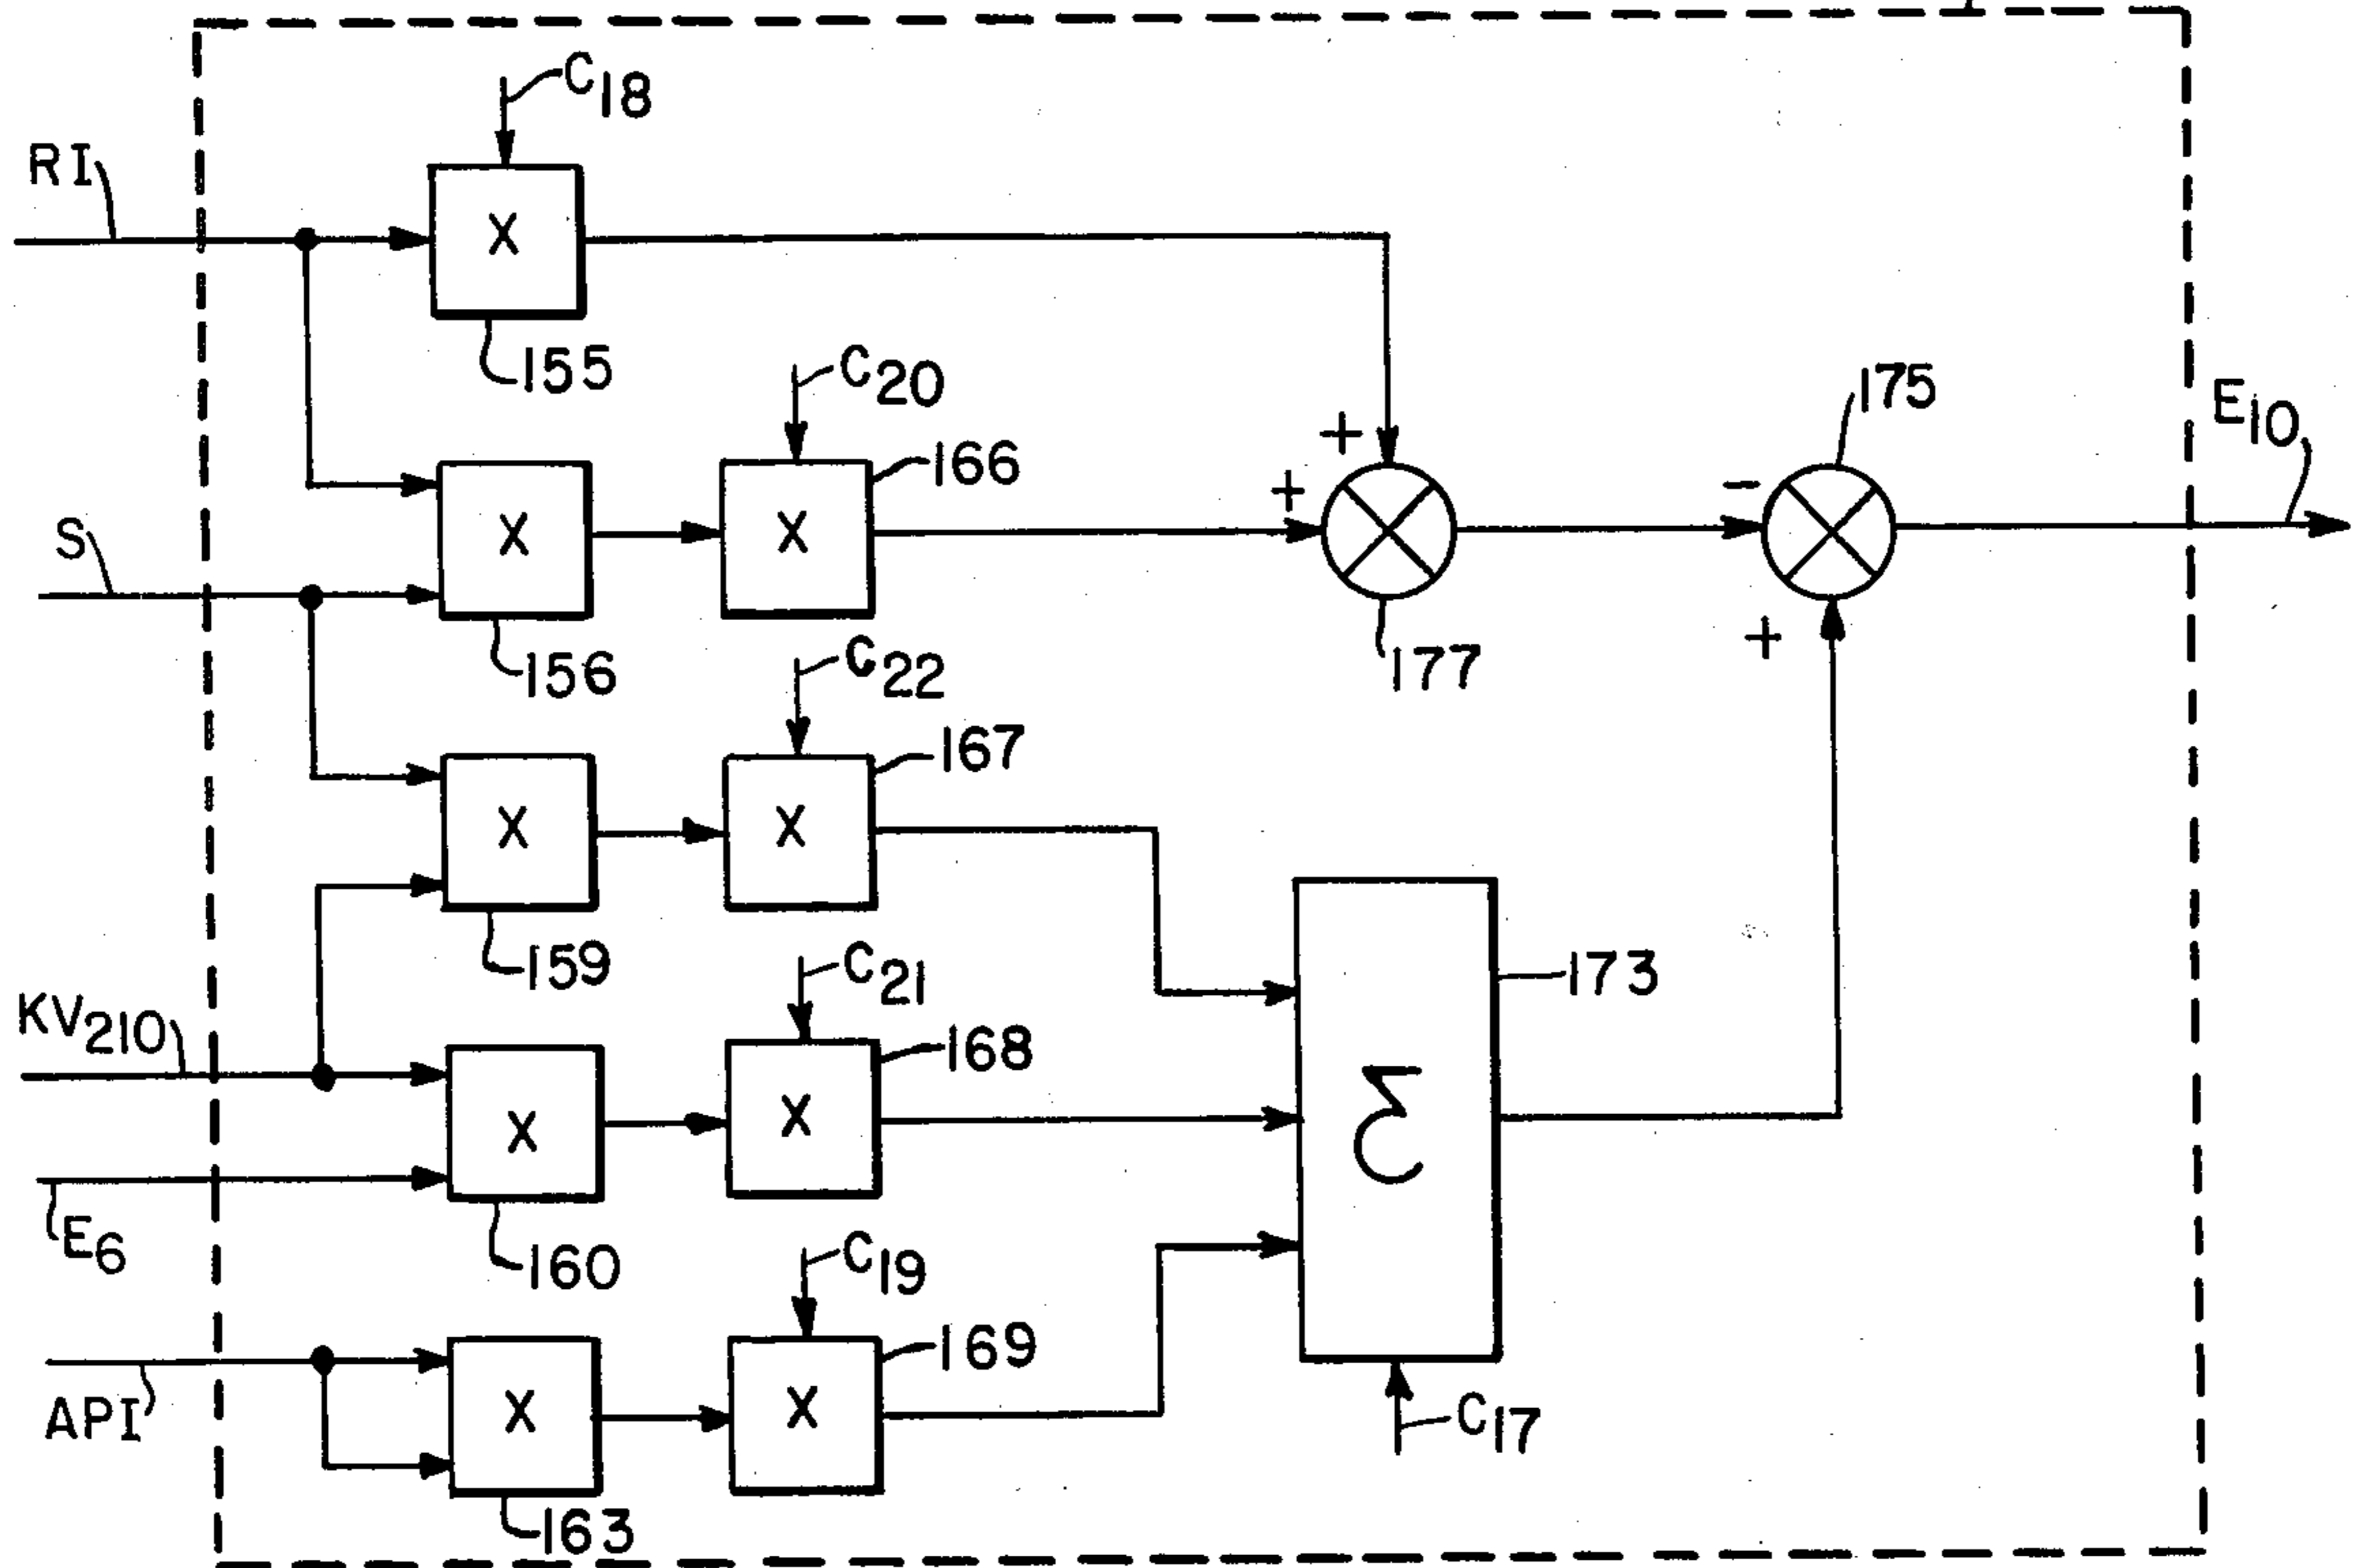 C18
RI
X
155
C20
+
175
E10
166
+
-
S
X
X
156
177
+
C22
167
X
X
159
C21
173
KV210
168
X
X
Σ
E6
160
C19
169
API
X
X
C17
163